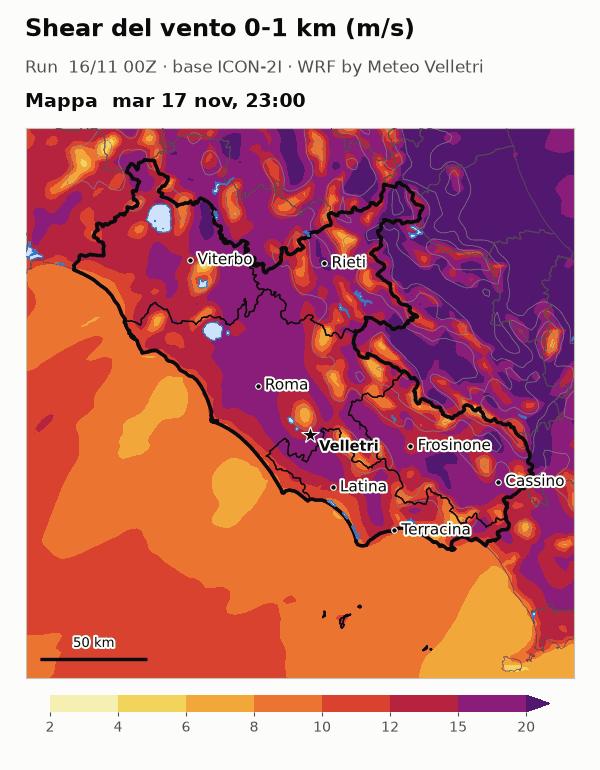 Shear del vento 0-1 km (m/s)
Run  16/11 00Z · base ICON-2I · WRF by Meteo Velletri
Mappa  mar 17 nov, 23:00
Viterbo
Rieti
Roma
Velletri
Frosinone
Cassino
Latina
Terracina
50 km
2 4 6 8 10 12 15 20